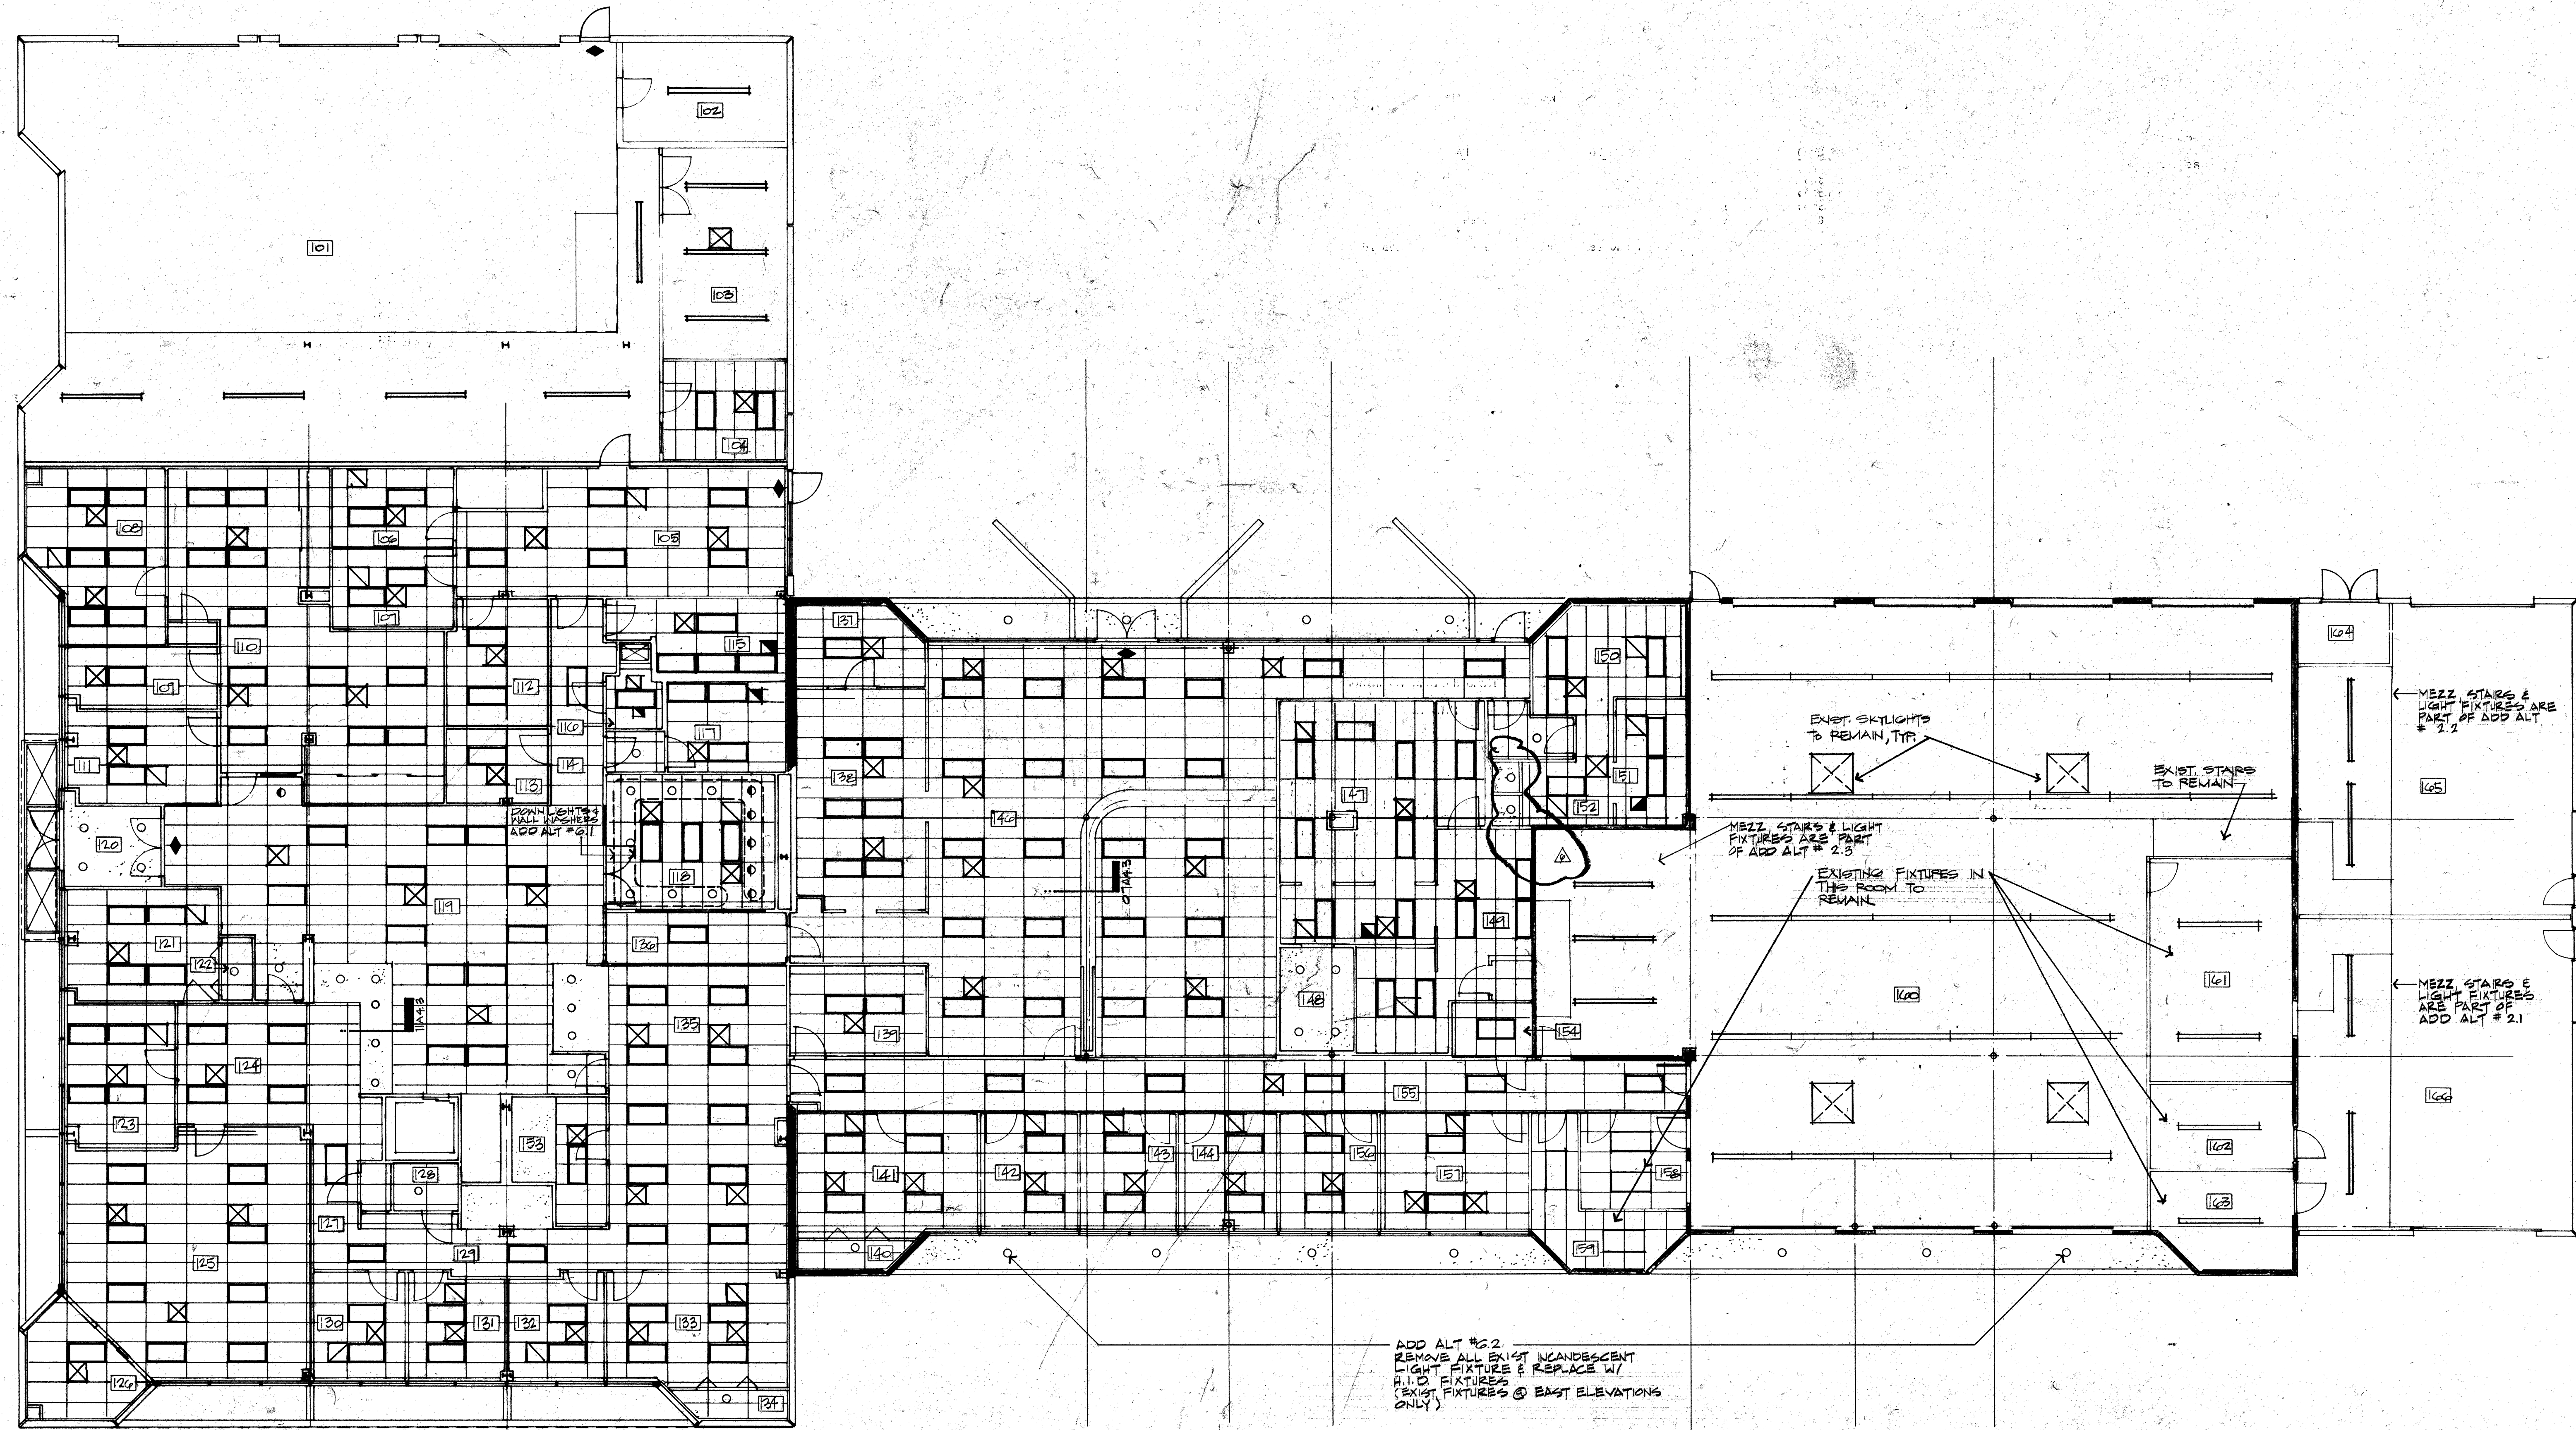 102
101
103
104
108
106
105
107
110
109
112
115
116
117
111
114
113
DOWN LIGHTS &
WALL WASHERS
ADD ALT #6.1
120
118
119
136
121
122
135
124
123
153
128
127
129
125
130
131
132
133
126
134
137
138
146
147
150
151
152
6
149
148
139
154
155
141
142
143
144
156
157
158
140
159
EXIST. SKYLIGHTS
TO REMAIN, TYP.
EXIST. STAIRS
TO REMAIN
MEZZ, STAIRS & LIGHT
FIXTURES ARE PART
OF ADD ALT # 2.3
EXISTING FIXTURES IN
THIS ROOM TO
REMAIN
160
161
162
163
164
MEZZ, STAIRS &
LIGHT FIXTURES ARE
PART OF ADD ALT
# 2.2
165
MEZZ, STAIRS &
LIGHT FIXTURES
ARE PART OF
ADD ALT # 2.1
166
ADD ALT #6.2
REMOVE ALL EXIST INCANDESCENT
LIGHT FIXTURE & REPLACE W/
H.I.D. FIXTURES
(EXIST, FIXTURES @ EAST ELEVATIONS
ONLY)